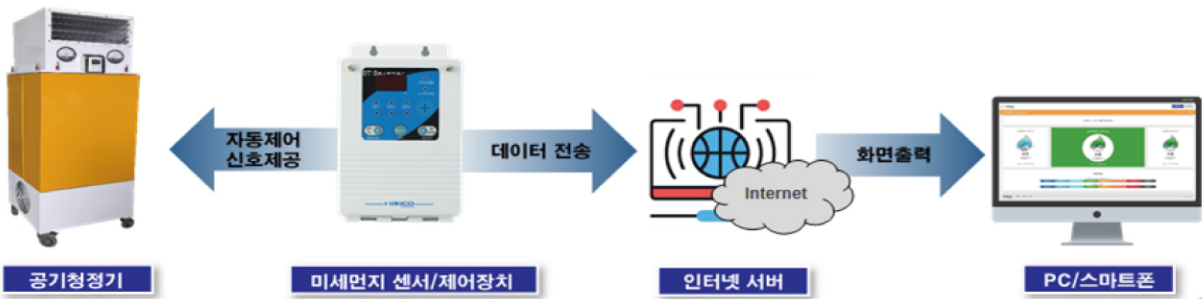 자동제어
신호제공
데이터 전송
Internet
화면출력
공기청정기
미세먼지 센서/제어장치
인터넷 서버
PC/스마트폰